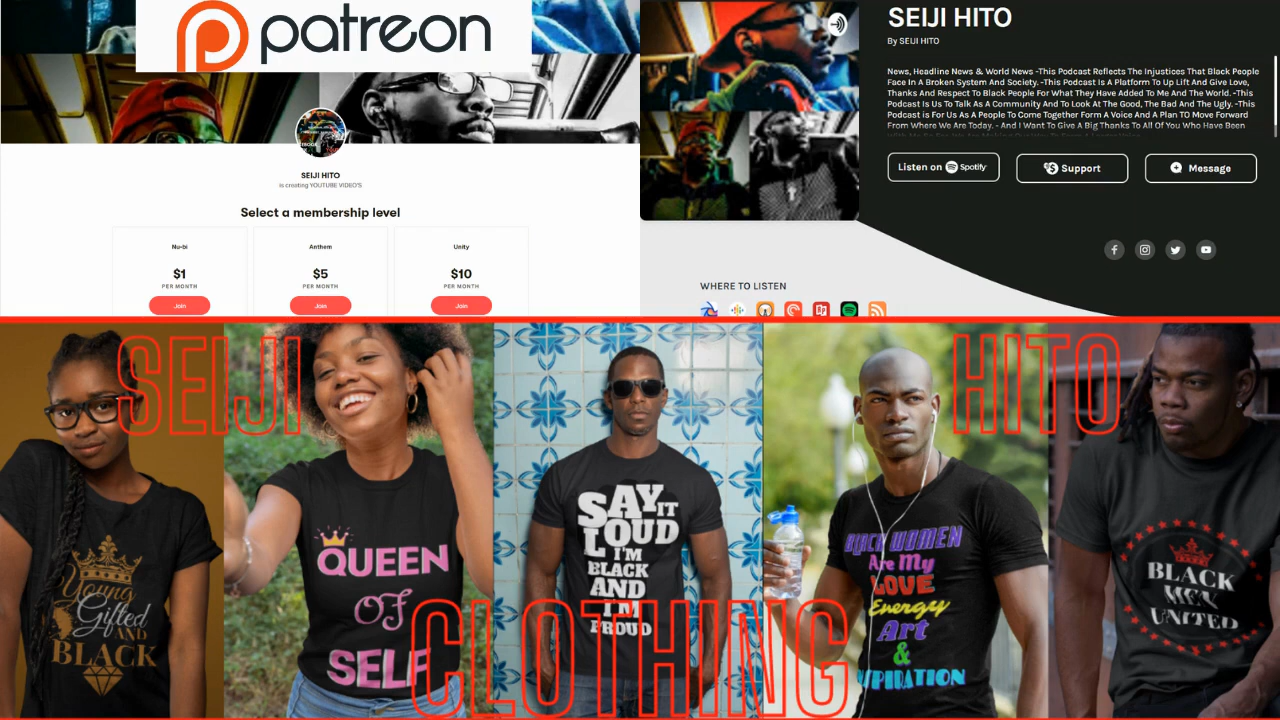 patreon
SEIJI HITO
is creating YOUTUBE VIDEO'S
Select a membership level
Nu-bi
$1
PER MONTH
Join
Anthem
$5
PER MONTH
Join
Unity
$10
PER MONTH
Join
SEIJI HITO
By SEIJI HITO
News, Headline News & World News -This Podcast Reflects The Injustices That Black People
Face In A Broken System And Society. -This Podcast Is A Platform To Up Lift And Give Love,
Thanks And Respect To Black People For What They Have Added To Me And The World. -This
Podcast Is Us To Talk As A Community And To Look At The Good, The Bad And The Ugly. -This
Podcast is For Us As A People To Come Together Form A Voice And A Plan TO Move Forward
From Where We Are Today. - And I Want To Give A Big Thanks To All Of You Who Have Been
Listen on Spotify
Support
Message
WHERE TO LISTEN
SEIJI
HITO
CLOTHING
Young
Gifted
AND
BLACK
QUEEN
OF
SELF
SAY IT
LOUD
I'M
BLACK
AND
I'M
PROUD
BLACK WOMEN
Are My
LOVE
Energy
Art
&
BLACK
MEN
UNITED